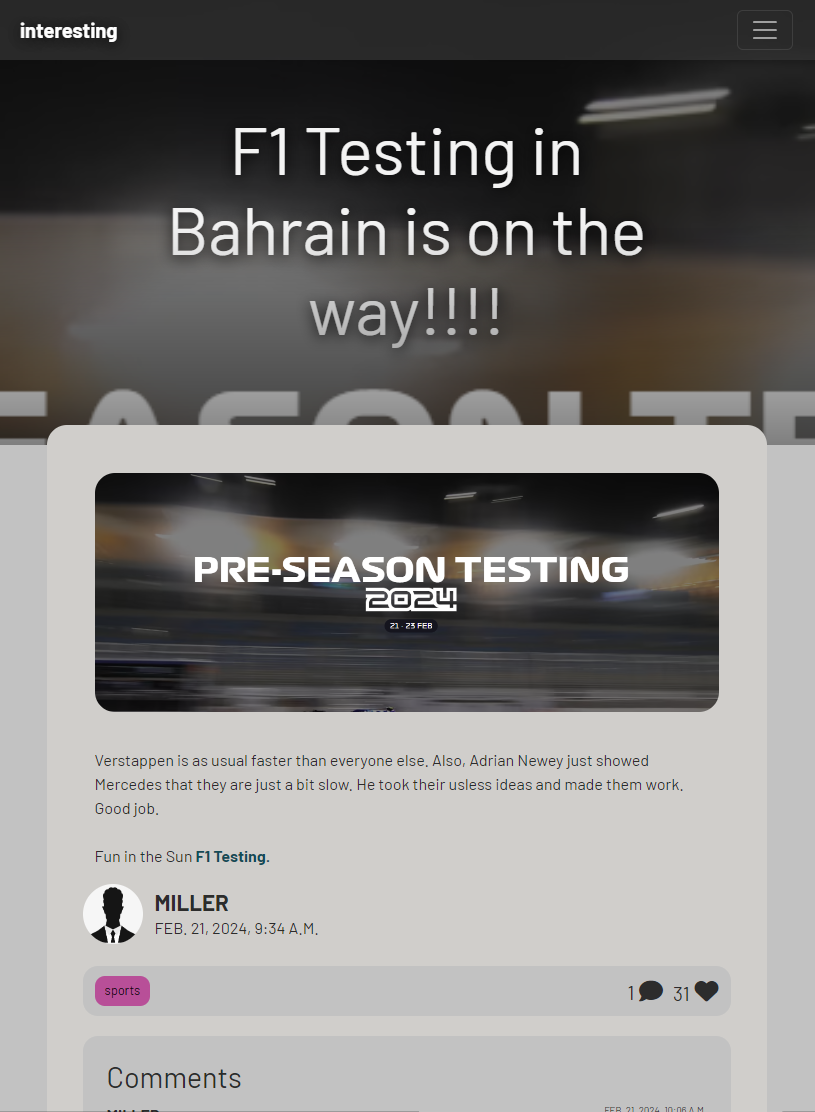 interesting
F1 Testing in
Bahrain is on the
way!!!!
PRE-SEASON TESTING
2024
21 - 23 FEB
Verstappen is as usual faster than everyone else. Also, Adrian Newey just showed
Mercedes that they are just a bit slow. He took their usless ideas and made them work.
Good job.
Fun in the Sun F1 Testing.
MILLER
FEB. 21, 2024, 9:34 A.M.
sports
1 31
Comments
MILLER FEB. 21, 2024, 10:06 A.M.